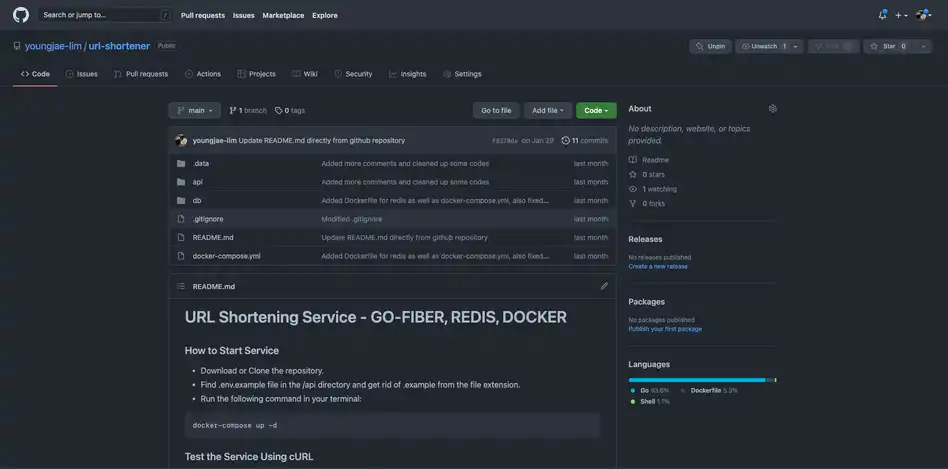 Search or jump to... /
Pull requests Issues Marketplace Explore
youngjae-lim / url-shortener Public
Unpin Unwatch 1 Star 0
Code Issues Pull requests Actions Projects Wiki Security Insights Settings
main 1 branch 0 tags Go to file Add file Code
youngjae-lim Update README.md directly from github repository on Jan 29 11 commits
.data Added more comments and cleaned up some codes last month
api Added more comments and cleaned up some codes last month
db Added Dockerfile for redis as well as docker-compose.yml, also fixed... last month
.gitignore Modified .gitignore last month
README.md Update README.md directly from github repository last month
docker-compose.yml Added Dockerfile for redis as well as docker-compose.yml, also fixed... last month
README.md
URL Shortening Service - GO-FIBER, REDIS, DOCKER
How to Start Service
• Download or Clone the repository.
• Find .env.example file in the /api directory and get rid of .example from the file extension.
• Run the following command in your terminal:
docker-compose up -d
Test the Service Using cURL
About
No description, website, or topics
provided.
Readme
0 stars
1 watching
0 forks
Releases
No releases published
Create a new release
Packages
No packages published
Publish your first package
Languages
Go 93.6% Dockerfile 5.3%
Shell 1.1%